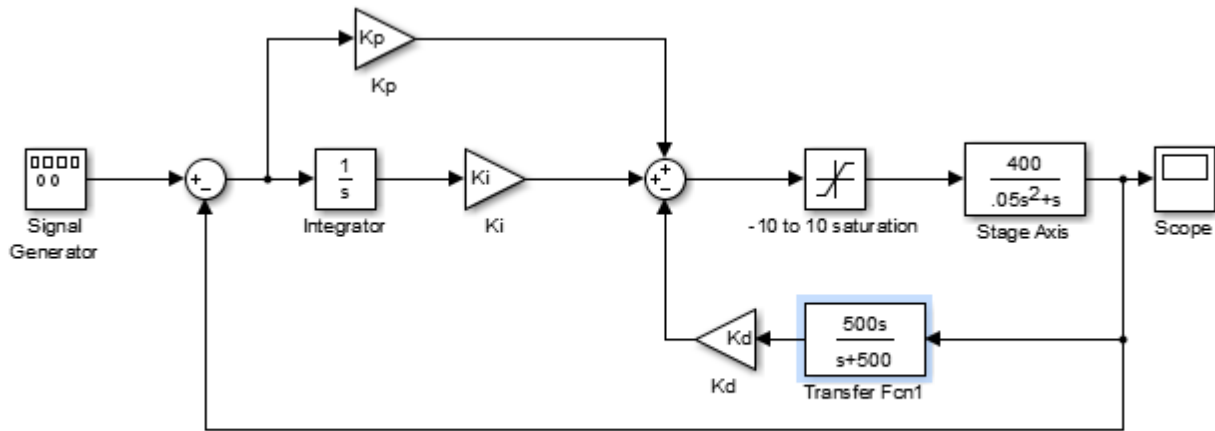 Kp
Kp
Signal
Generator
+
-
1
s
Integrator
Ki
Ki
+
+
-
-10 to 10 saturation
400
.05s²+s
Stage Axis
Scope
Kd
Kd
500s
s+500
Transfer Fcn1